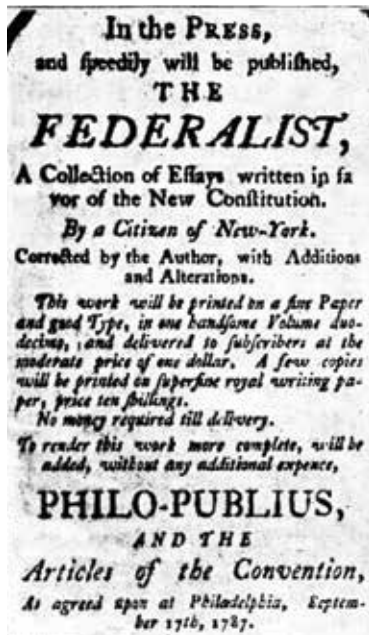 In the PRESS,
and ſpeedily will be publiſhed,
THE
FEDERALIST,
A Collection of Eſſays written in fa
vor of the New Conſtitution.
By a Citizen of New-York.
Corrected by the Author, with Additions
and Alterations.
This work will be printed on a fine Paper
and good Type, in one handſome Volume duo-
decimo, and delivered to ſubſcribers at the
moderate price of one dollar. A few copies
will be printed on ſuperfine royal writing pa-
per, price ten ſhillings.
No money required till delivery.
To render this work more complete, will be
added, without any additional expence,
PHILO-PUBLIUS,
AND THE
Articles of the Convention,
As agreed upon at Philadelphia, Septem-
ber 17th, 1787.